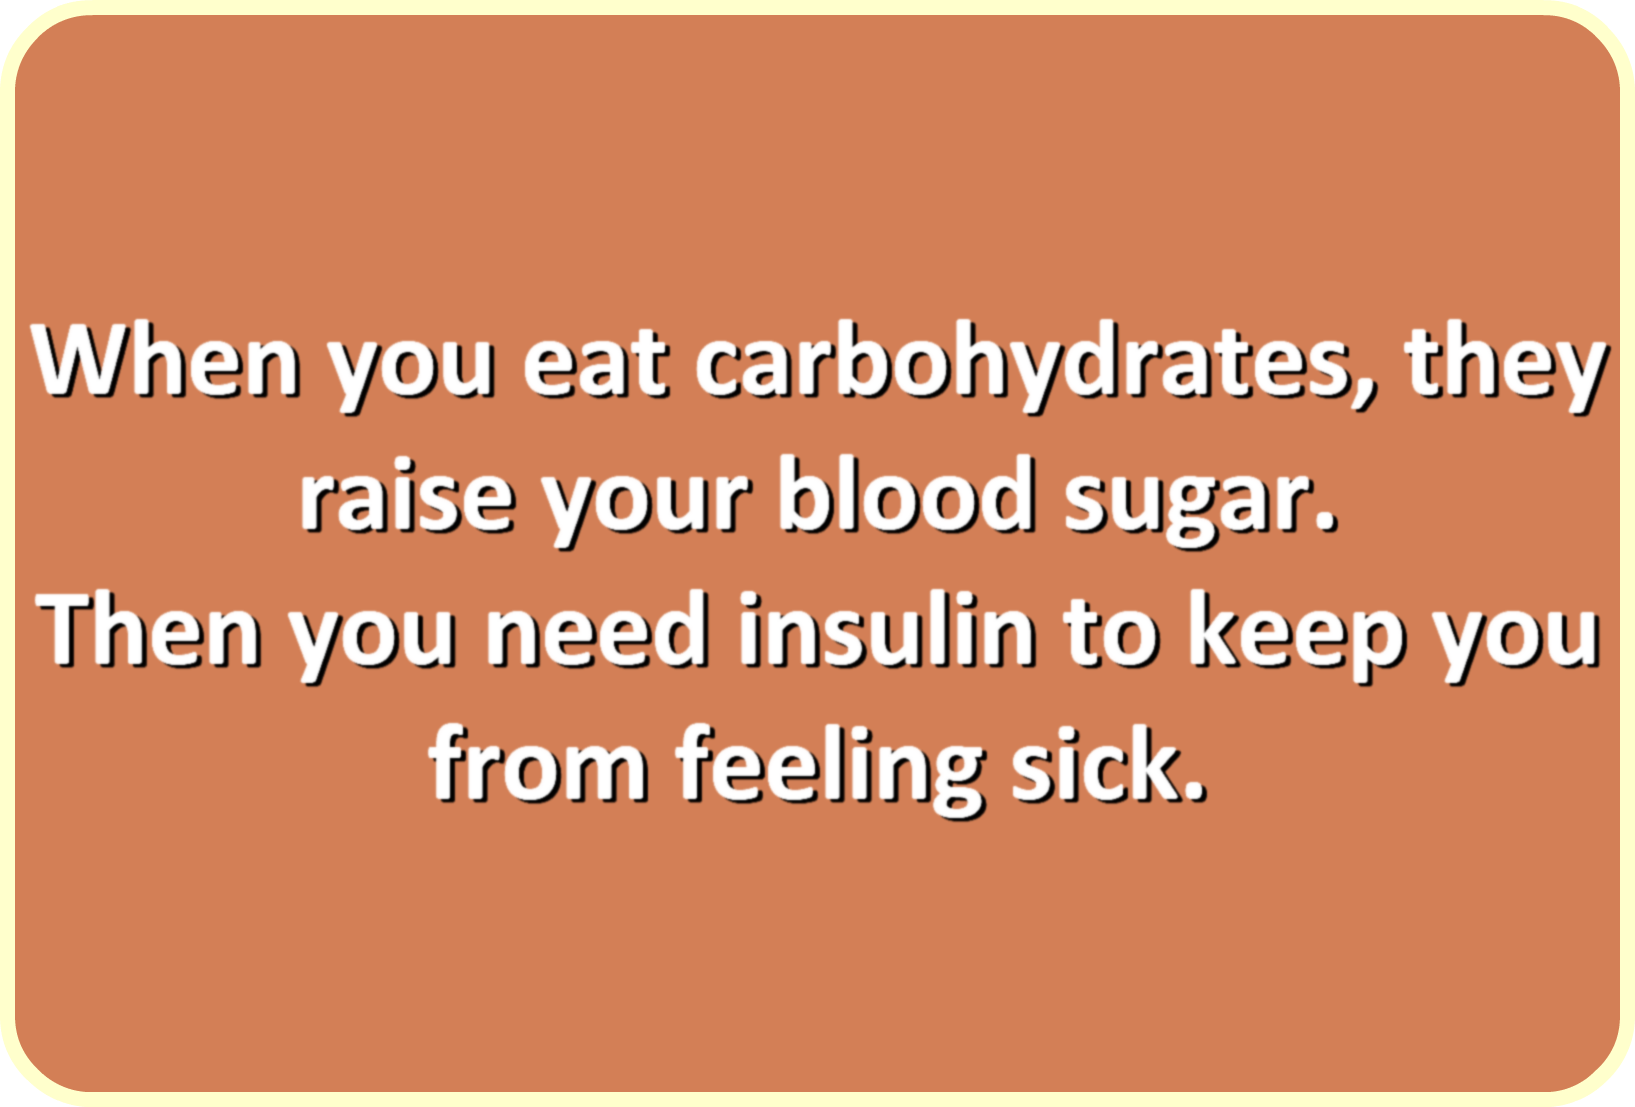 When you eat carbohydrates, they
raise your blood sugar.
Then you need insulin to keep you
from feeling sick.